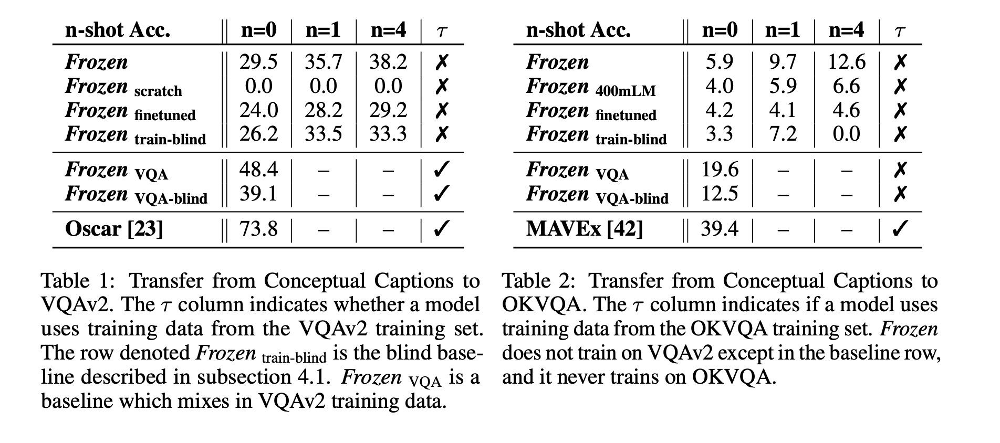 n-shot Acc. n=0 n=1 n=4 τ
Frozen 29.5 35.7 38.2 ✗
Frozen scratch 0.0 0.0 0.0 ✗
Frozen finetuned 24.0 28.2 29.2 ✗
Frozen train-blind 26.2 33.5 33.3 ✗
Frozen VQA 48.4 – – ✓
Frozen VQA-blind 39.1 – – ✓
Oscar [23] 73.8 – – ✓
Table 1: Transfer from Conceptual Captions to
VQAv2. The τ column indicates whether a model
uses training data from the VQAv2 training set.
The row denoted Frozen train-blind is the blind base-
line described in subsection 4.1. Frozen VQA is a
baseline which mixes in VQAv2 training data.
n-shot Acc. n=0 n=1 n=4 τ
Frozen 5.9 9.7 12.6 ✗
Frozen 400mLM 4.0 5.9 6.6 ✗
Frozen finetuned 4.2 4.1 4.6 ✗
Frozen train-blind 3.3 7.2 0.0 ✗
Frozen VQA 19.6 – – ✗
Frozen VQA-blind 12.5 – – ✗
MAVEx [42] 39.4 – – ✓
Table 2: Transfer from Conceptual Captions to
OKVQA. The τ column indicates if a model uses
training data from the OKVQA training set. Frozen
does not train on VQAv2 except in the baseline row,
and it never trains on OKVQA.